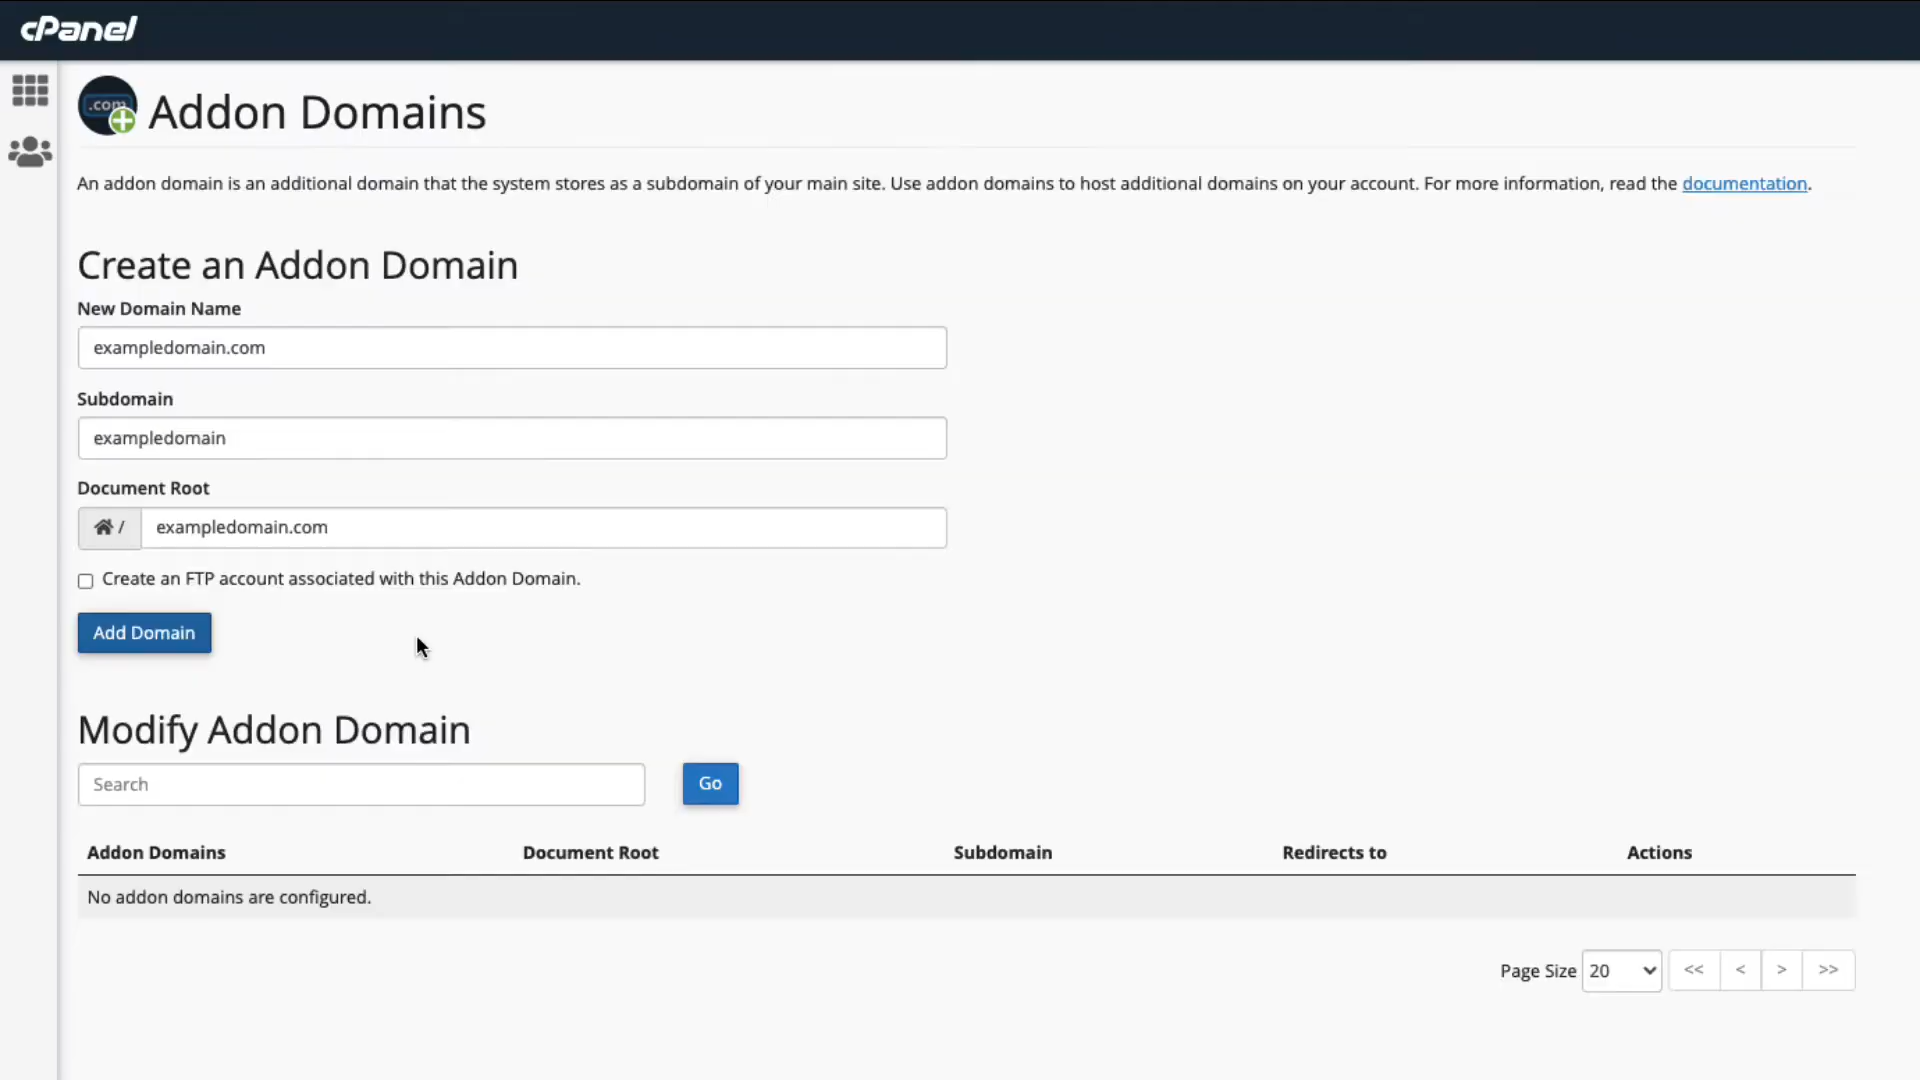 cPanel
.com
Addon Domains
An addon domain is an additional domain that the system stores as a subdomain of your main site. Use addon domains to host additional domains on your account. For more information, read the documentation.
Create an Addon Domain
New Domain Name
exampledomain.com
Subdomain
exampledomain
Document Root
/ exampledomain.com
Create an FTP account associated with this Addon Domain.
Add Domain
Modify Addon Domain
Search Go
Addon Domains Document Root Subdomain Redirects to Actions
No addon domains are configured.
Page Size 20 << < > >>